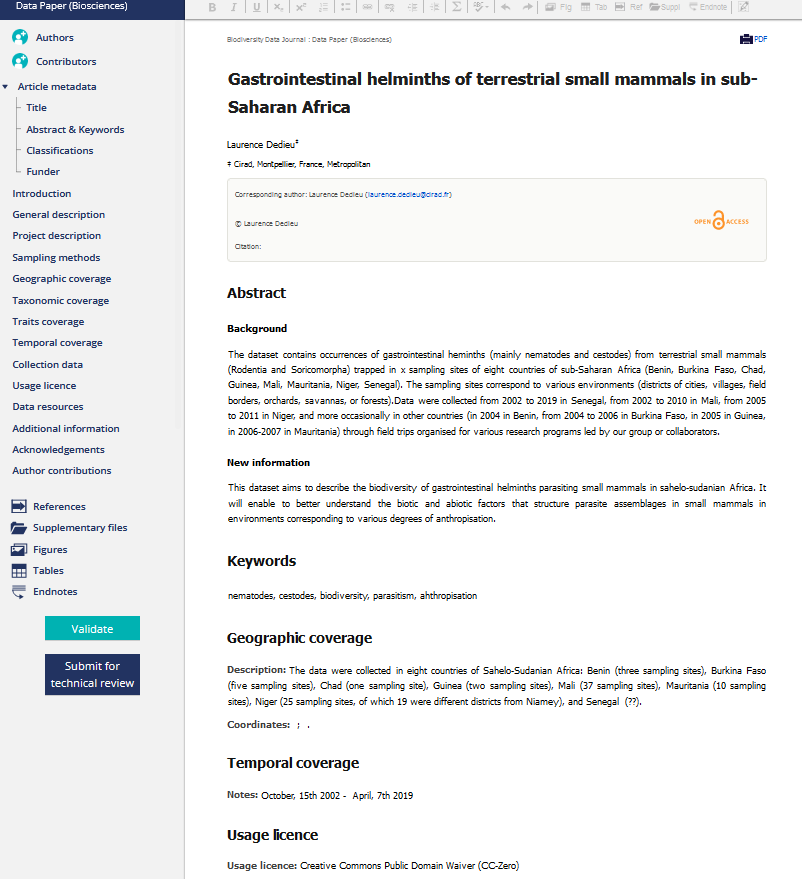 Data Paper (Biosciences)
B I U X₂ X² Fig Tab Ref Suppl Endnote
Authors
Contributors
Article metadata
Title
Abstract & Keywords
Classifications
Funder
Introduction
General description
Project description
Sampling methods
Geographic coverage
Taxonomic coverage
Traits coverage
Temporal coverage
Collection data
Usage licence
Data resources
Additional information
Acknowledgements
Author contributions
References
Supplementary files
Figures
Tables
Endnotes
Validate
Submit for
technical review
Biodiversity Data Journal : Data Paper (Biosciences)
PDF
Gastrointestinal helminths of terrestrial small mammals in sub-
Saharan Africa
Laurence Dedieu‡
‡ Cirad, Montpellier, France, Metropolitan
Corresponding author: Laurence Dedieu (laurence.dedieu@cirad.fr)
© Laurence Dedieu
OPEN ACCESS
Citation:
Abstract
Background
The dataset contains occurrences of gastrointestinal heminths (mainly nematodes and cestodes) from terrestrial small mammals
(Rodentia and Soricomorpha) trapped in x sampling sites of eight countries of sub-Saharan Africa (Benin, Burkina Faso, Chad,
Guinea, Mali, Mauritania, Niger, Senegal). The sampling sites correspond to various environments (districts of cities, villages, field
borders, orchards, savannas, or forests).Data were collected from 2002 to 2019 in Senegal, from 2002 to 2010 in Mali, from 2005
to 2011 in Niger, and more occasionally in other countries (in 2004 in Benin, from 2004 to 2006 in Burkina Faso, in 2005 in Guinea,
in 2006-2007 in Mauritania) through field trips organised for various research programs led by our group or collaborators.
New information
This dataset aims to describe the biodiversity of gastrointestinal helminths parasiting small mammals in sahelo-sudanian Africa. It
will enable to better understand the biotic and abiotic factors that structure parasite assemblages in small mammals in
environments corresponding to various degrees of anthropisation.
Keywords
nematodes, cestodes, biodiversity, parasitism, ahthropisation
Geographic coverage
Description: The data were collected in eight countries of Sahelo-Sudanian Africa: Benin (three sampling sites), Burkina Faso
(five sampling sites), Chad (one sampling site), Guinea (two sampling sites), Mali (37 sampling sites), Mauritania (10 sampling
sites), Niger (25 sampling sites, of which 19 were different districts from Niamey), and Senegal (??).
Coordinates: ; .
Temporal coverage
Notes: October, 15th 2002 - April, 7th 2019
Usage licence
Usage licence: Creative Commons Public Domain Waiver (CC-Zero)